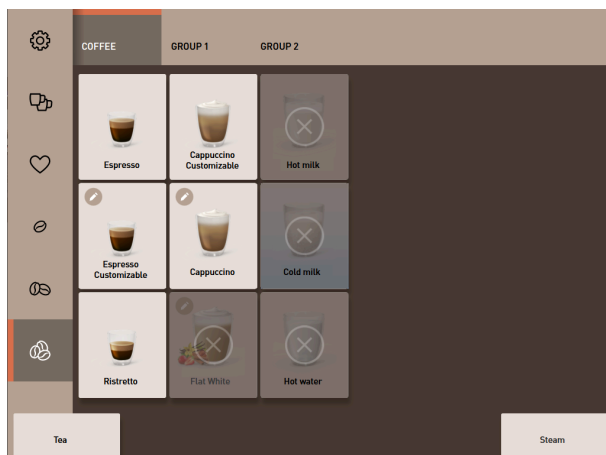 COFFEE
GROUP 1
GROUP 2
Espresso
Cappuccino
Customizable
Hot milk
Espresso
Customizable
Cappuccino
Cold milk
Ristretto
Flat White
Hot water
Tea
Steam